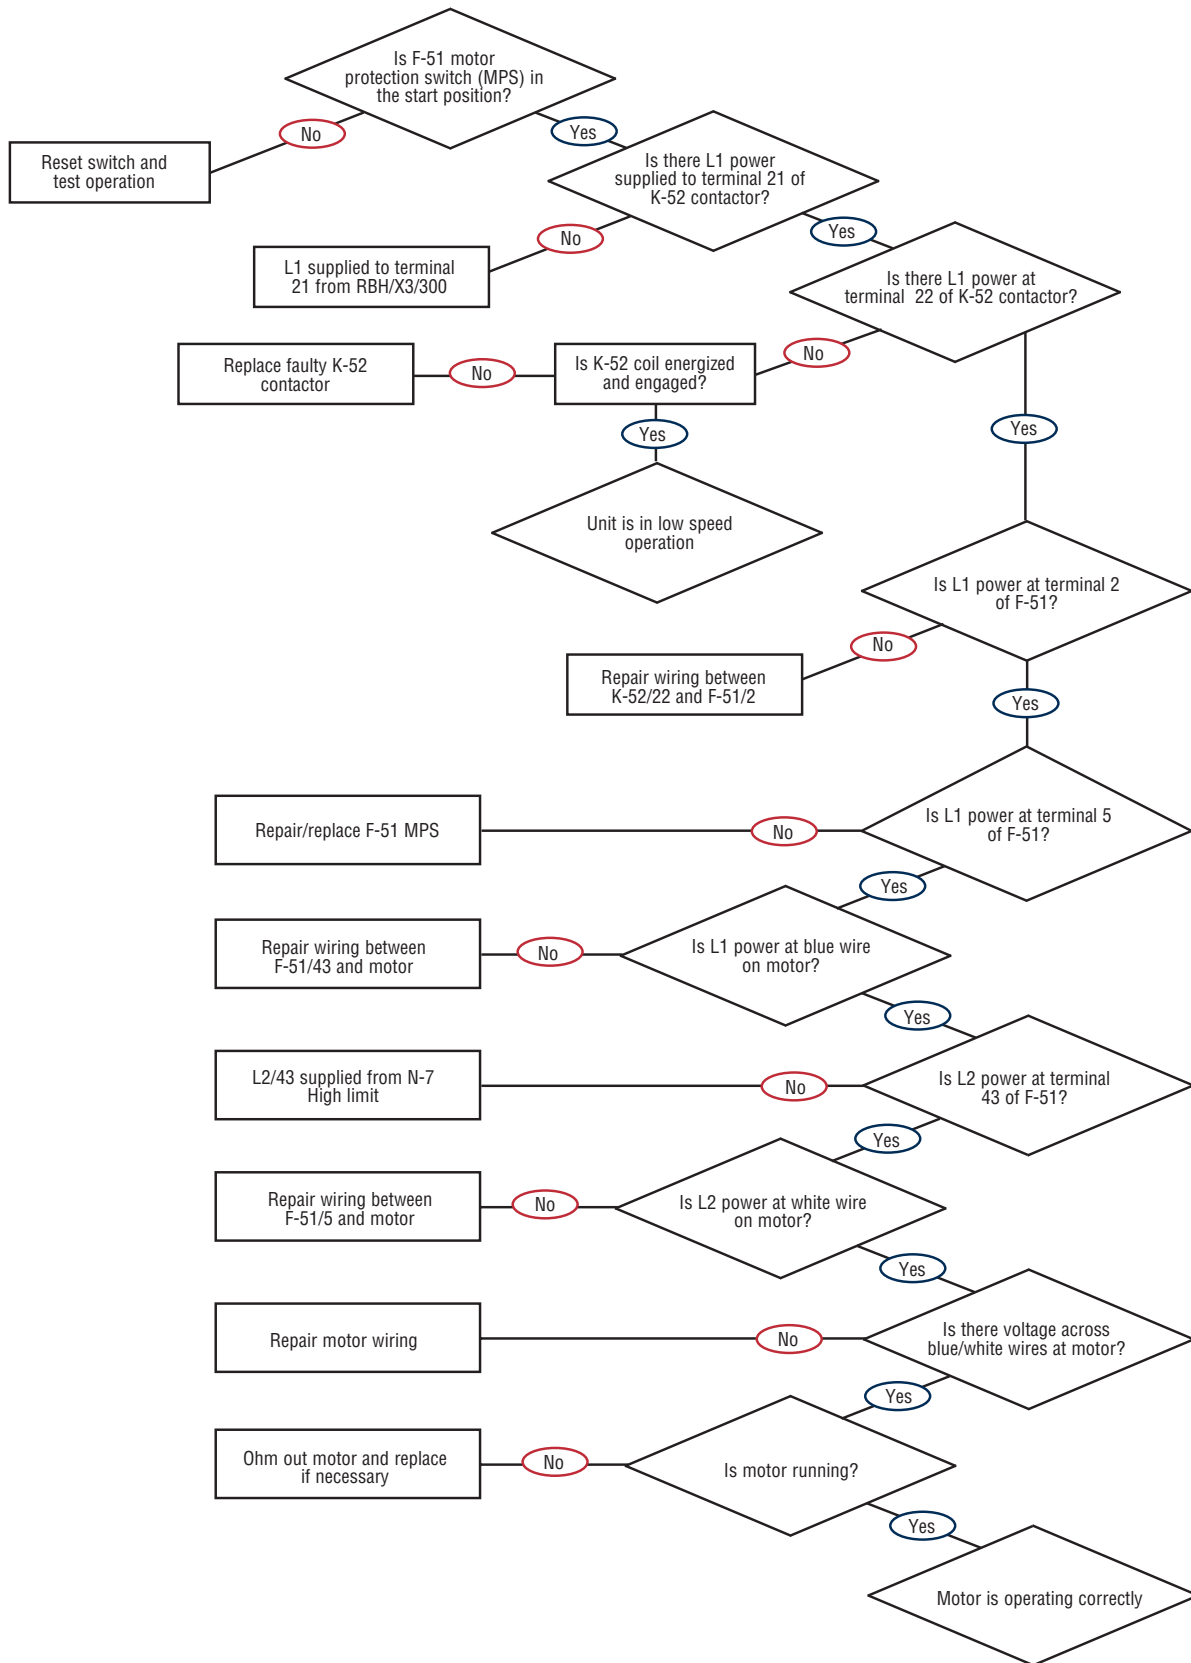 Is F-51 motor
protection switch (MPS) in
the start position?
No
Yes
Reset switch and
test operation
Is there L1 power
supplied to terminal 21 of
K-52 contactor?
No
Yes
L1 supplied to terminal
21 from RBH/X3/300
Is there L1 power at
terminal 22 of K-52 contactor?
No
Yes
Replace faulty K-52
contactor
No
Is K-52 coil energized
and engaged?
Yes
Unit is in low speed
operation
Is L1 power at terminal 2
of F-51?
No
Yes
Repair wiring between
K-52/22 and F-51/2
Is L1 power at terminal 5
of F-51?
No
Yes
Repair/replace F-51 MPS
Is L1 power at blue wire
on motor?
No
Yes
Repair wiring between
F-51/43 and motor
Is L2 power at terminal
43 of F-51?
No
Yes
L2/43 supplied from N-7
High limit
Is L2 power at white wire
on motor?
No
Yes
Repair wiring between
F-51/5 and motor
Is there voltage across
blue/white wires at motor?
No
Yes
Repair motor wiring
Is motor running?
No
Yes
Ohm out motor and replace
if necessary
Motor is operating correctly